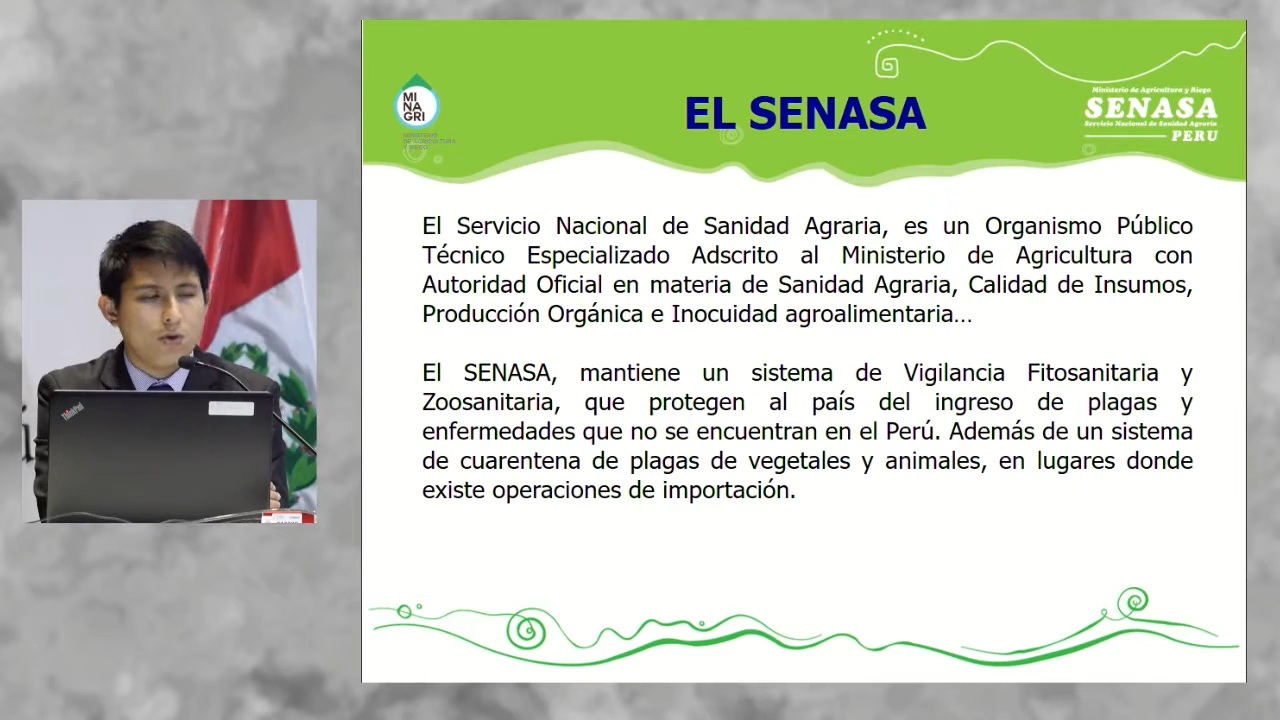 MI
NA
GRI
MINISTERIO
DE AGRICULTURA
Y RIEGO
EL SENASA
Ministerio de Agricultura y Riego
SENASA
Servicio Nacional de Sanidad Agraria
PERU
El Servicio Nacional de Sanidad Agraria, es un Organismo Público
Técnico Especializado Adscrito al Ministerio de Agricultura con
Autoridad Oficial en materia de Sanidad Agraria, Calidad de Insumos,
Producción Orgánica e Inocuidad agroalimentaria...
El SENASA, mantiene un sistema de Vigilancia Fitosanitaria y
Zoosanitaria, que protegen al país del ingreso de plagas y
enfermedades que no se encuentran en el Perú. Además de un sistema
de cuarentena de plagas de vegetales y animales, en lugares donde
existe operaciones de importación.
ThinkPad